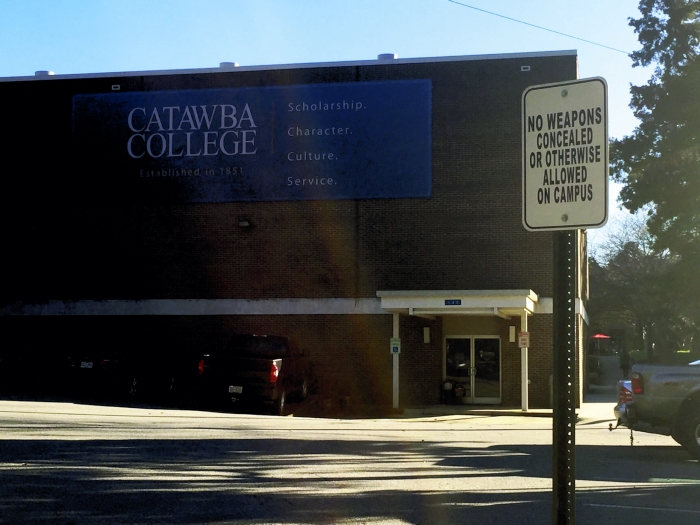 CATAWBA
COLLEGE
Established in 1851
Scholarship.
Character.
Culture.
Service.
NO WEAPONS
CONCEALED
OR OTHERWISE
ALLOWED
ON CAMPUS